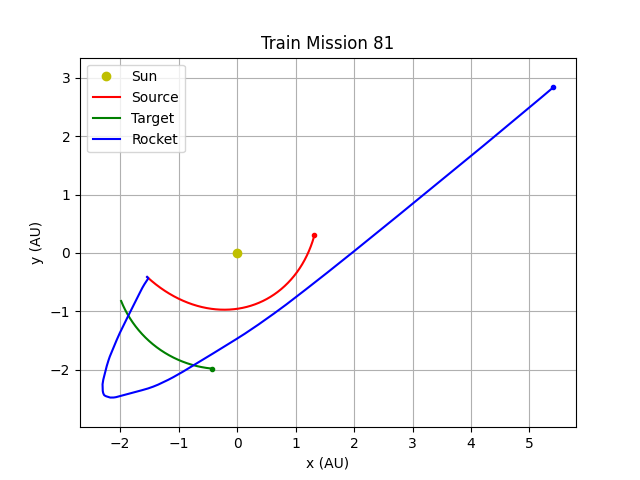 Train Mission 81
Sun
Source
Target
Rocket
3
2
1
0
−1
−2
y (AU)
−2 −1 0 1 2 3 4 5
x (AU)